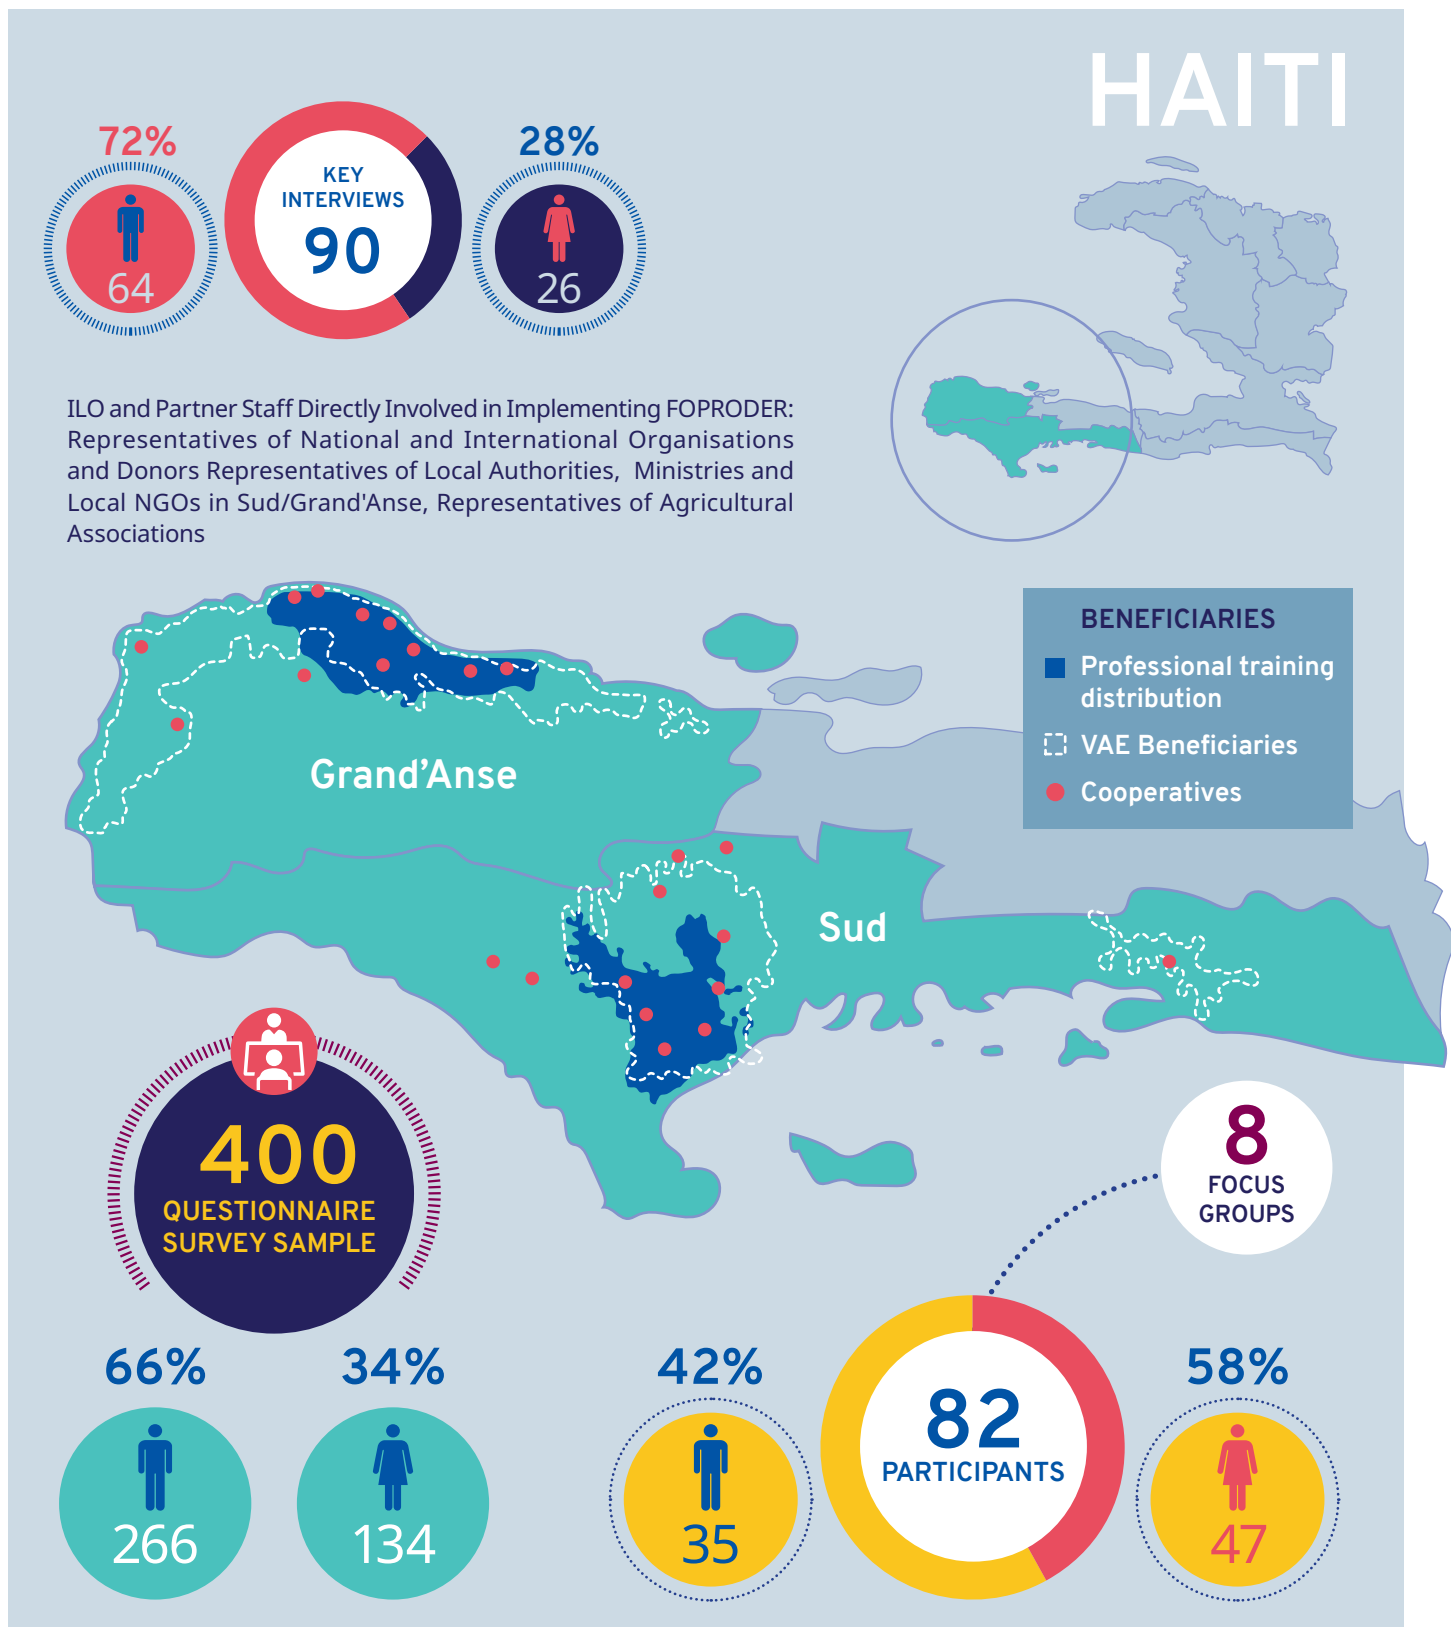 HAITI
72%
KEY
INTERVIEWS
90
28%
64
26
ILO and Partner Staff Directly Involved in Implementing FOPRODER:
Representatives of National and International Organisations
and Donors Representatives of Local Authorities, Ministries and
Local NGOs in Sud/Grand'Anse, Representatives of Agricultural
Associations
BENEFICIARIES
Professional training
distribution
VAE Beneficiaries
Cooperatives
Grand’Anse
Sud
400
QUESTIONNAIRE
SURVEY SAMPLE
8
FOCUS
GROUPS
66%
34%
42%
58%
82
PARTICIPANTS
266
134
35
47